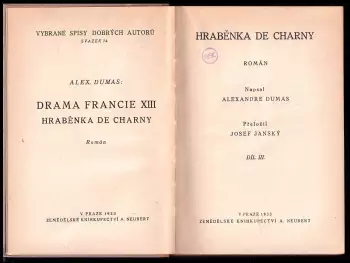 VYBRANÉ SPISY DOBRÝCH AUTORŮ
SVAZEK 74
ALEX. DUMAS:
DRAMA FRANCIE XIII
HRABĚNKA DE CHARNY
Román
V PRAZE 1932
ZEMĚDĚLSKÉ KNIHKUPECTVÍ A. NEUBERT
HRABĚNKA DE CHARNY
ROMÁN
Napsal
ALEXANDRE DUMAS
Přeložil
JOSEF JANSKÝ
DÍL III.
V PRAZE 1932
ZEMĚDĚLSKÉ KNIHKUPECTVÍ A. NEUBERT